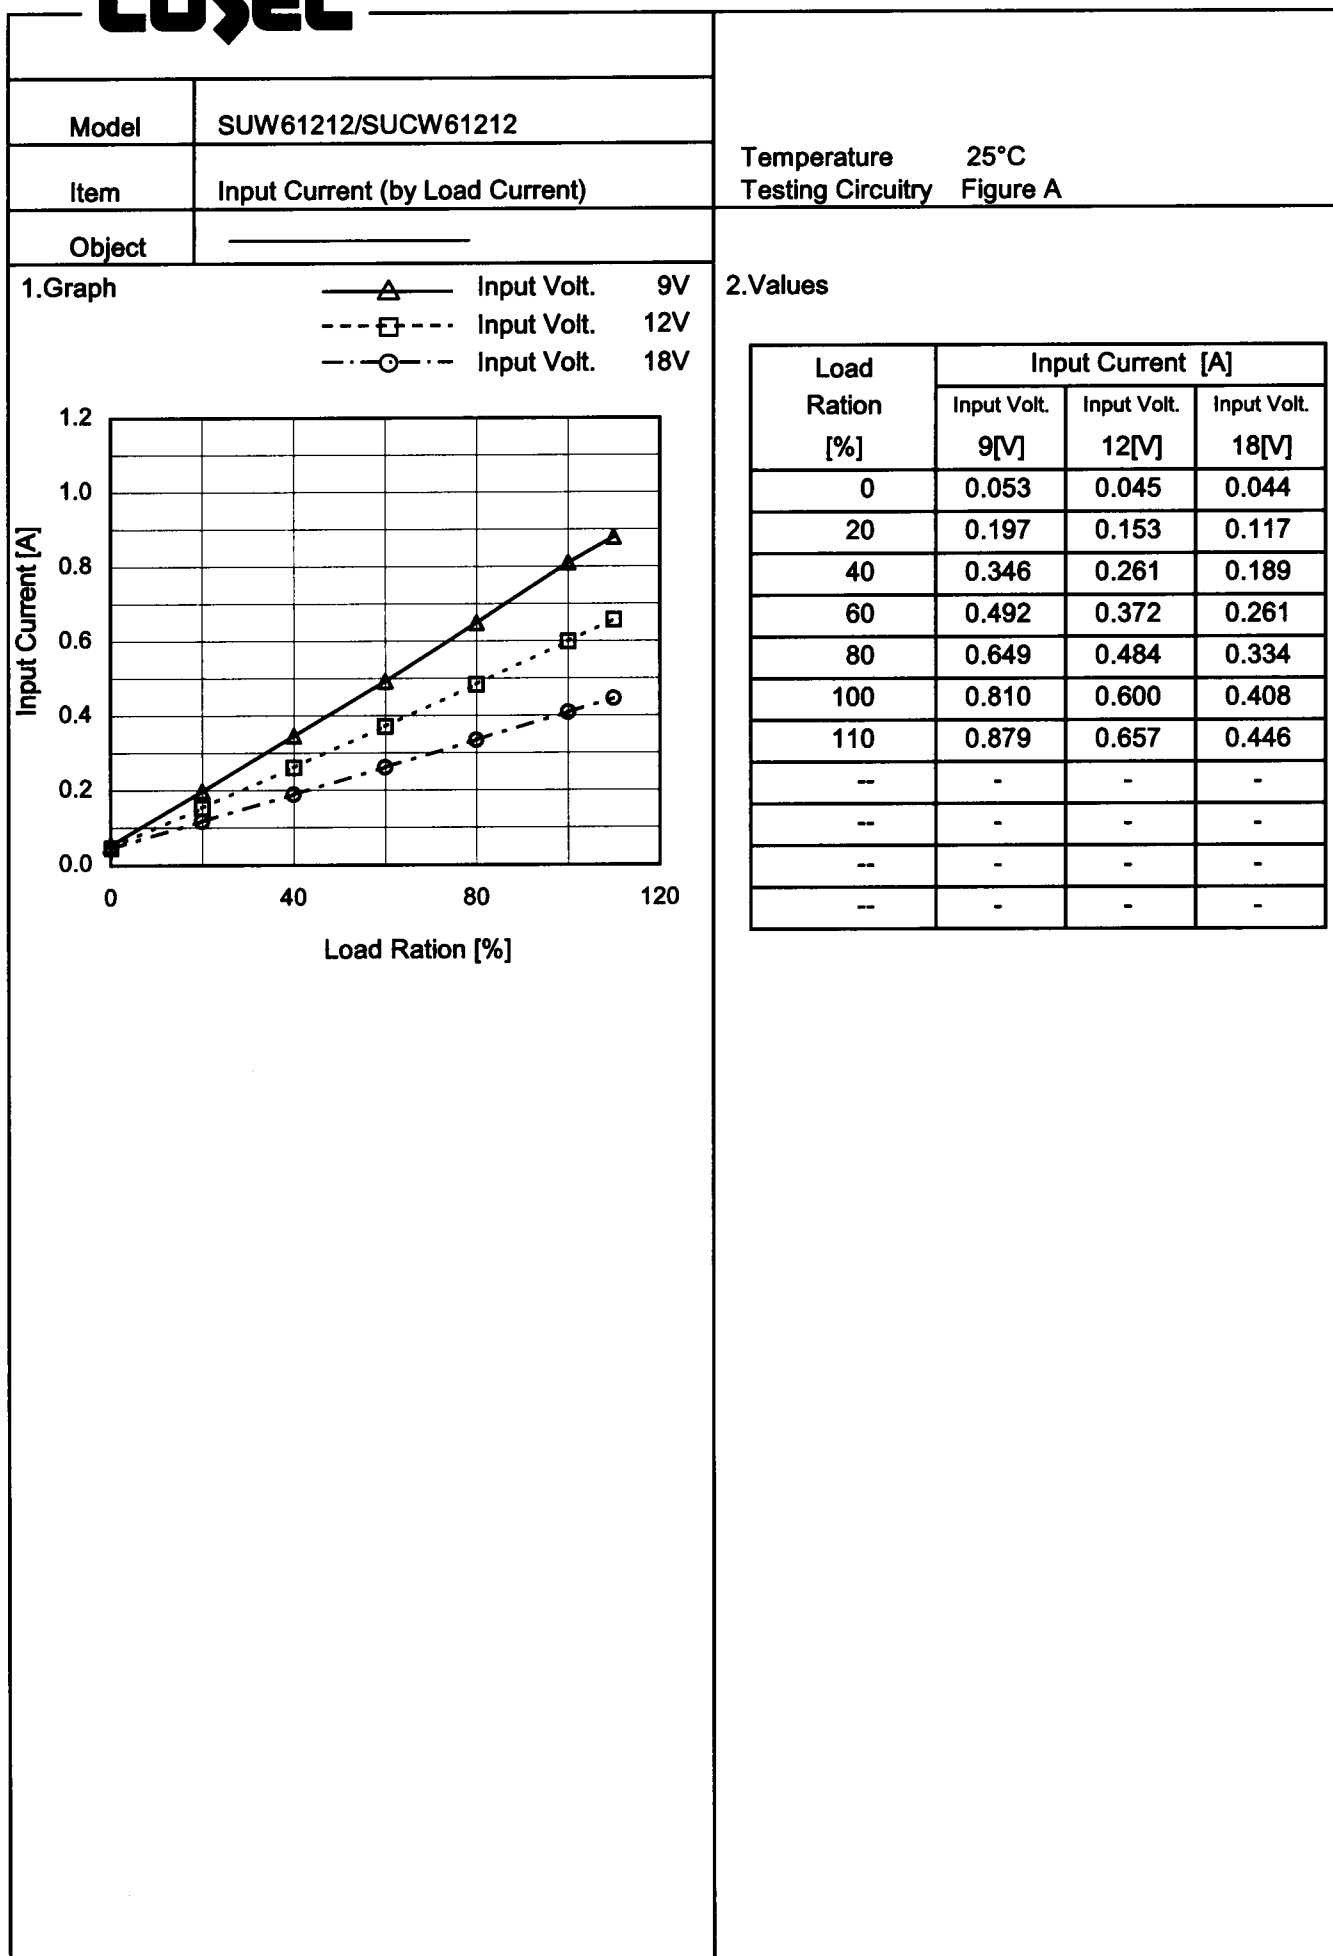 COSEL
Model SUW61212/SUCW61212
Item Input Current (by Load Current)
Object
Temperature 25°C
Testing Circuitry Figure A
1.Graph
Input Volt. 9V
Input Volt. 12V
Input Volt. 18V
1.2
1.0
0.8
0.6
0.4
0.2
0.0
Input Current [A]
0 40 80 120
Load Ration [%]
2.Values
Load Input Current [A]
Ration Input Volt. Input Volt. Input Volt.
[%] 9[V] 12[V] 18[V]
0 0.053 0.045 0.044
20 0.197 0.153 0.117
40 0.346 0.261 0.189
60 0.492 0.372 0.261
80 0.649 0.484 0.334
100 0.810 0.600 0.408
110 0.879 0.657 0.446
-- - - -
-- - - -
-- - - -
-- - - -